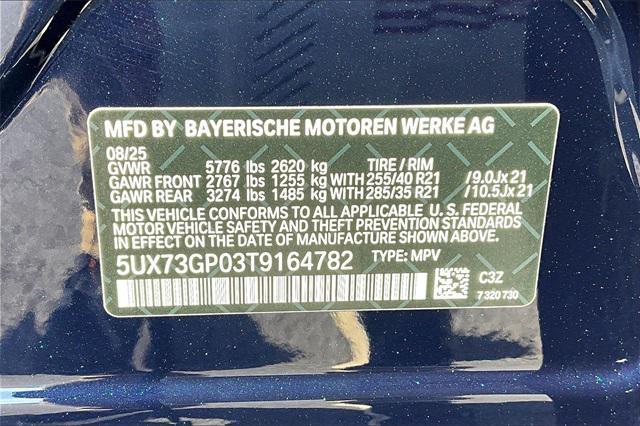 MFD BY BAYERISCHE MOTOREN WERKE AG
08/25
GVWR 5776 lbs 2620 kg TIRE / RIM
GAWR FRONT 2767 lbs 1255 kg WITH 255/40 R21 /9.0Jx21
GAWR REAR 3274 lbs 1485 kg WITH 285/35 R21 /10.5Jx21
THIS VEHICLE CONFORMS TO ALL APPLICABLE U.S. FEDERAL
MOTOR VEHICLE SAFETY AND THEFT PREVENTION STANDARDS
IN EFFECT ON THE DATE OF MANUFACTURE SHOWN ABOVE.
5UX73GP03T9164782 TYPE: MPV
C3Z
7 320 730